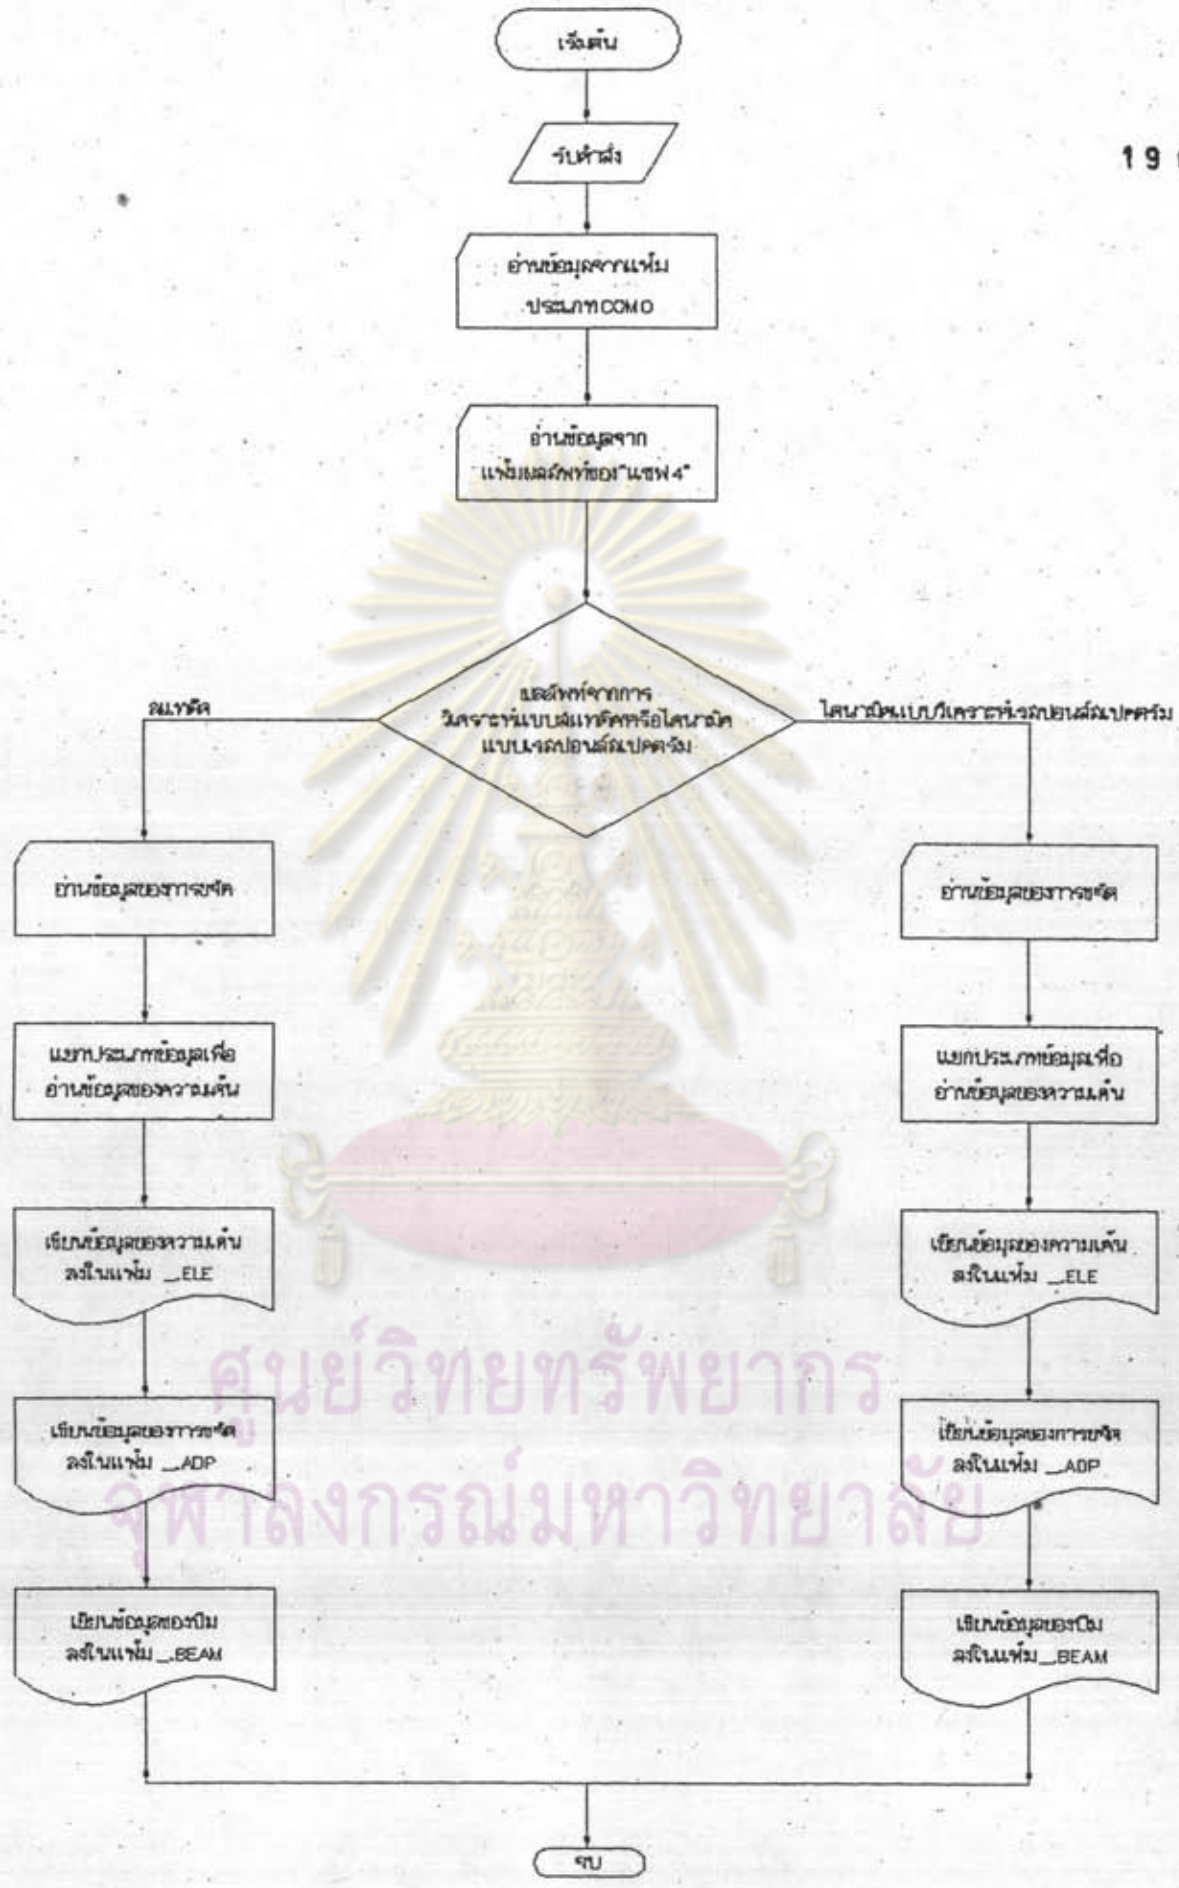 เริ่มต้น
รับคำสั่ง
19
อ่านข้อมูลจากแฟ้ม
ประเภทCOMO
อ่านข้อมูลจาก
แฟ้มผลลัพท์ของ"แซฟ4"
ผลลัพท์จากการ
วิเคราะห์แบบสแททิคหรือไดนามิค
แบบเรสปอนส์สเปคตรัม
สแททิค
ไดนามิคแบบวิเคราะห์เรสปอนส์สเปคตรัม
อ่านข้อมูลของการขจัด
อ่านข้อมูลของการขจัด
แยกประเภทข้อมูลเพื่อ
อ่านข้อมูลของความเค้น
แยกประเภทข้อมูลเพื่อ
อ่านข้อมูลของความเค้น
เขียนข้อมูลของความเค้น
ลงในแฟ้ม __.ELE
เขียนข้อมูลของความเค้น
ลงในแฟ้ม __.ELE
ศูนย์วิทยทรัพยากร
เขียนข้อมูลของการขจัด
ลงในแฟ้ม __.ADP
เขียนข้อมูลของการขจัด
ลงในแฟ้ม __.ADP
จุฬาลงกรณ์มหาวิทยาลัย
เขียนข้อมูลของบีม
ลงในแฟ้ม __.BEAM
เขียนข้อมูลของบีม
ลงในแฟ้ม __.BEAM
จบ